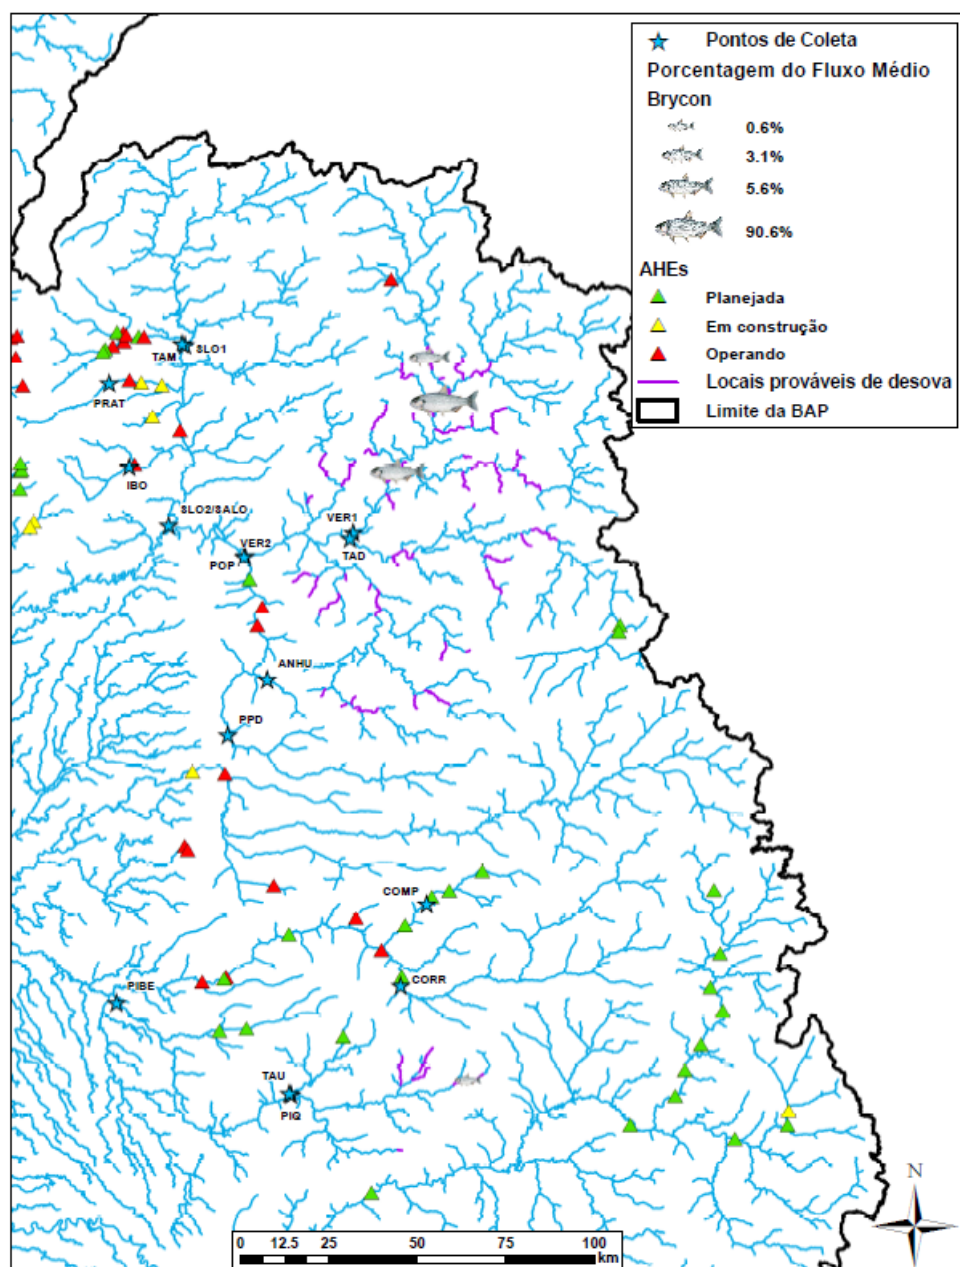 Pontos de Coleta
Porcentagem do Fluxo Médio
Brycon
0.6%
3.1%
5.6%
90.6%
AHEs
Planejada
Em construção
Operando
Locais prováveis de desova
Limite da BAP
TAM
SLO1
PRAT
IBO
SLO2/SALO
VER1
TAD
VER2
POP
ANHU
PPD
COMP
CORR
PIBE
TAU
PIQ
N
0 12.5 25 50 75 100
km